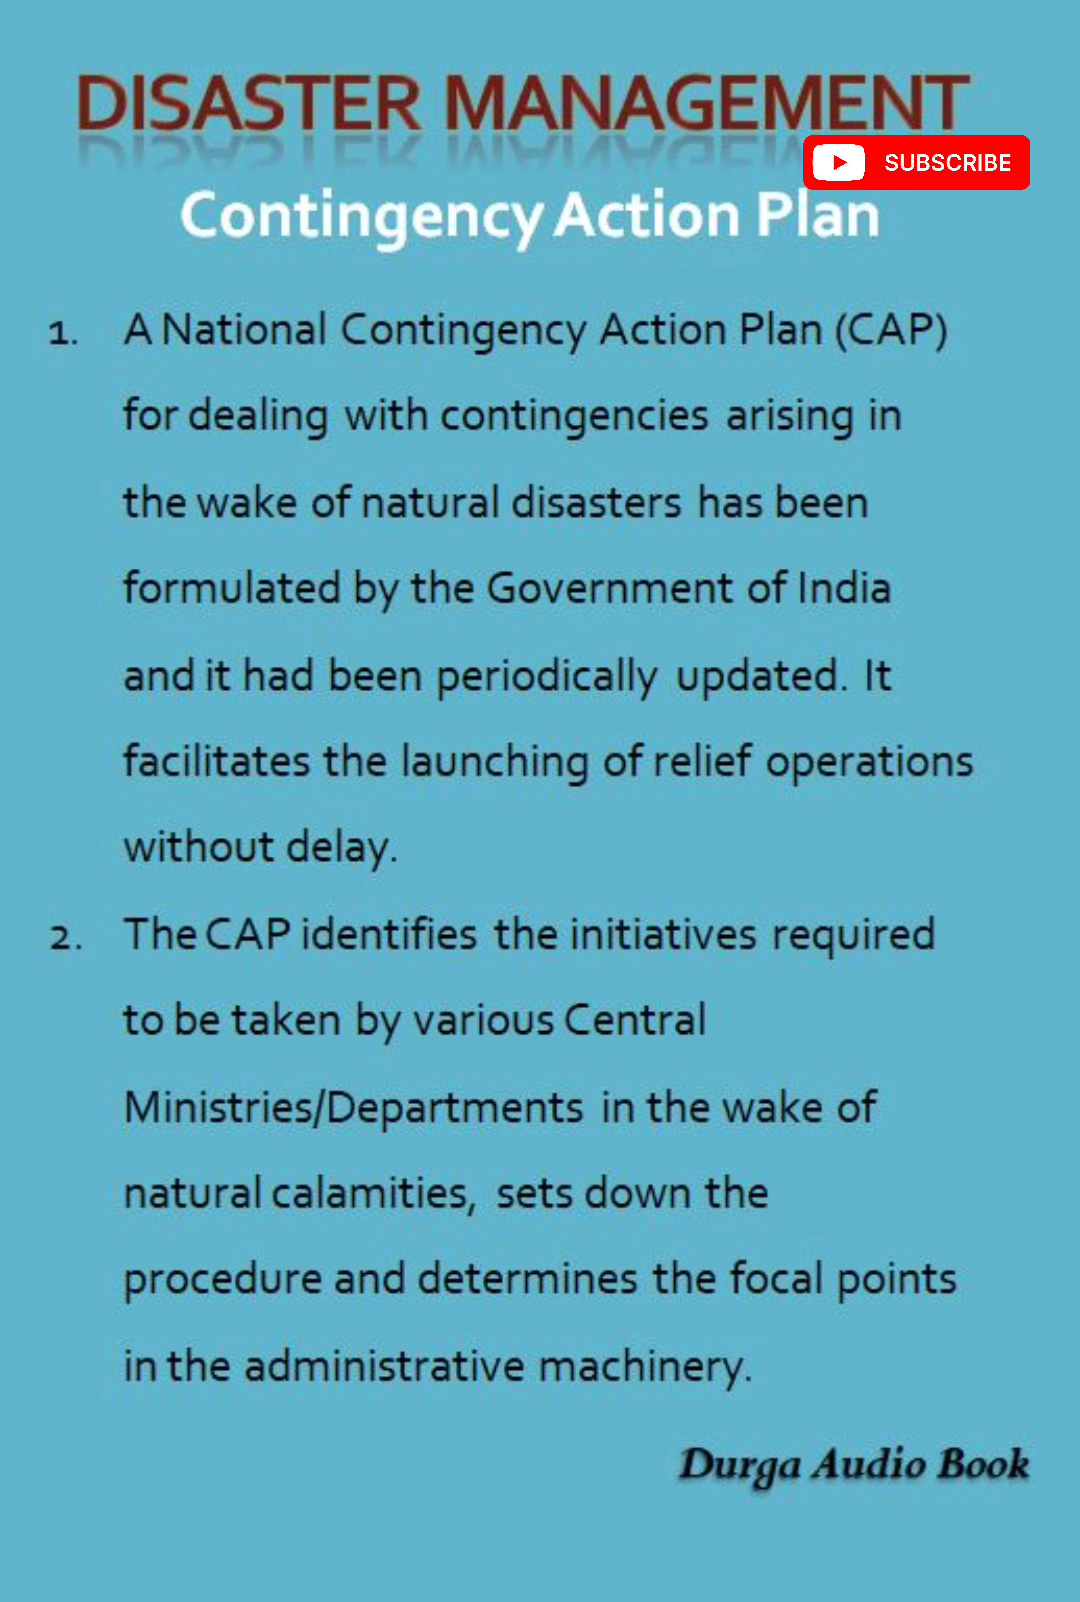 DISASTER MANAGEMENT
SUBSCRIBE
Contingency Action Plan
1. A National Contingency Action Plan (CAP)
for dealing with contingencies arising in
the wake of natural disasters has been
formulated by the Government of India
and it had been periodically updated. It
facilitates the launching of relief operations
without delay.
2. The CAP identifies the initiatives required
to be taken by various Central
Ministries/Departments in the wake of
natural calamities, sets down the
procedure and determines the focal points
in the administrative machinery.
Durga Audio Book